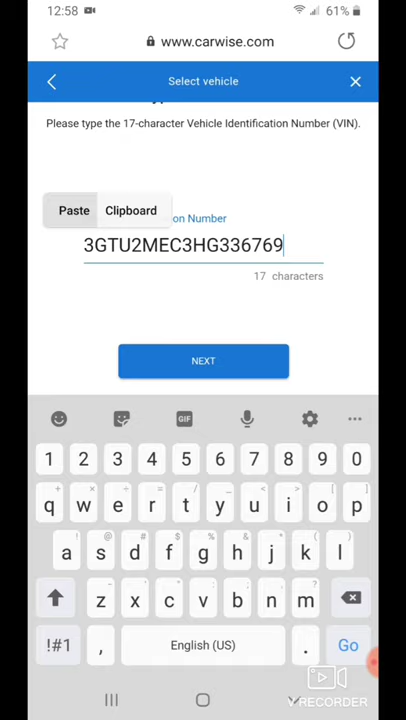 12:58 61%
www.carwise.com
Select vehicle
Please type the 17-character Vehicle Identification Number (VIN).
Paste Clipboard
on Number
3GTU2MEC3HG336769
17 characters
NEXT
GIF
1 2 3 4 5 6 7 8 9 0
q w e r t y u i o p
a s d f g h j k l
z x c v b n m
!#1 , English (US) . Go
V RECORDER